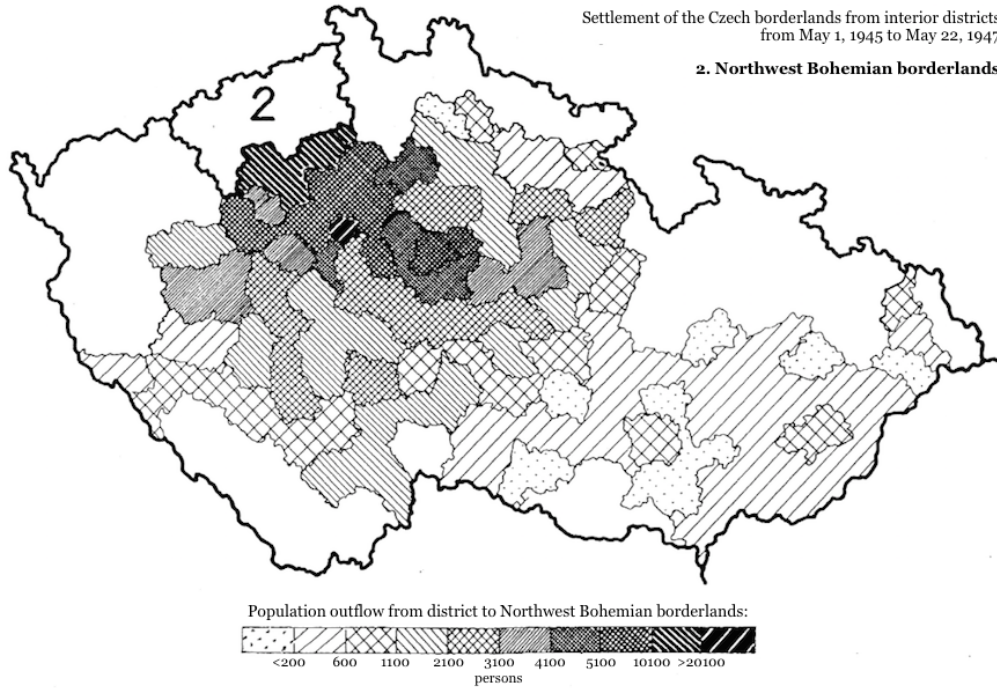 Settlement of the Czech borderlands from interior districts
from May 1, 1945 to May 22, 1947
2. Northwest Bohemian borderlands
2
Population outflow from district to Northwest Bohemian borderlands:
<200 600 1100 2100 3100 4100 5100 10100 >20100
persons